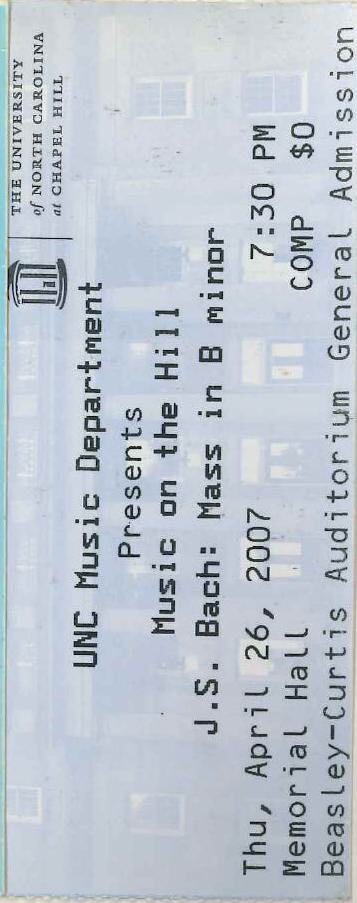 THE UNIVERSITY
of NORTH CAROLINA
at CHAPEL HILL
UNC Music Department
Presents
Music on the Hill
J.S. Bach: Mass in B minor
Thu, April 26, 2007 7:30 PM
Memorial Hall COMP $0
Beasley-Curtis Auditorium General Admission